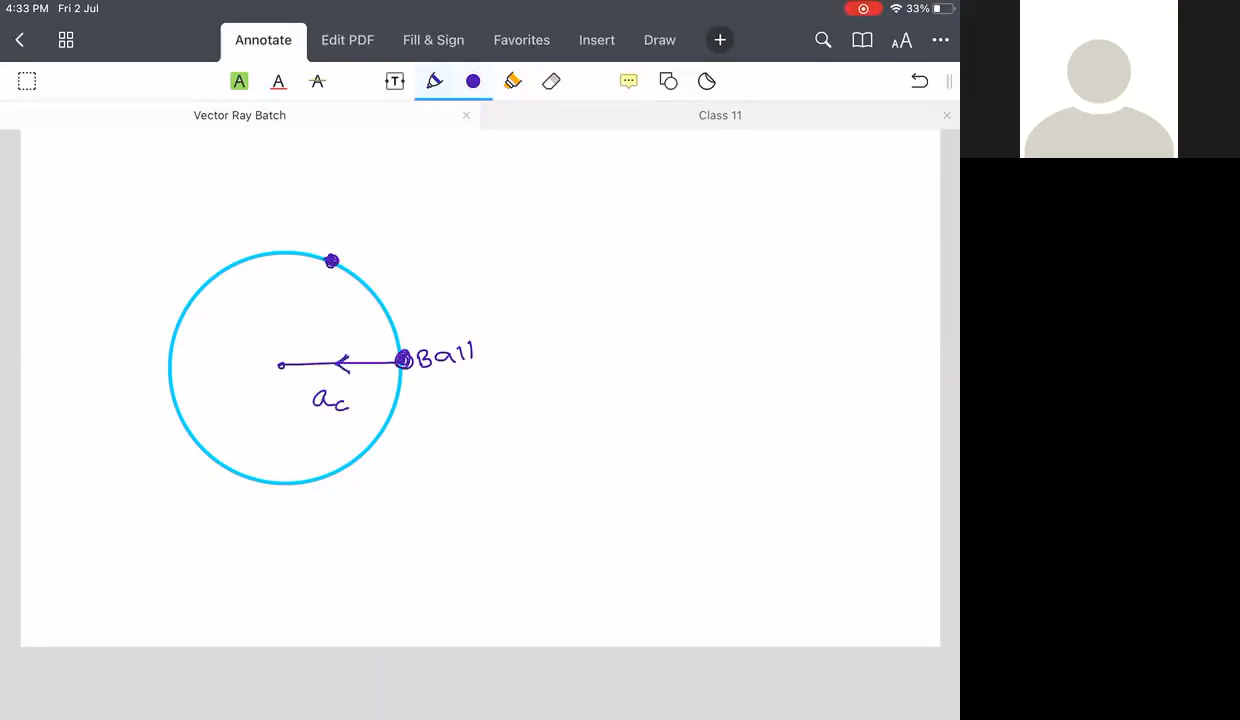 4:33 PM Fri 2 Jul 33%
Annotate Edit PDF Fill & Sign Favorites Insert Draw
A A A T
Vector Ray Batch Class 11
Ball
ac